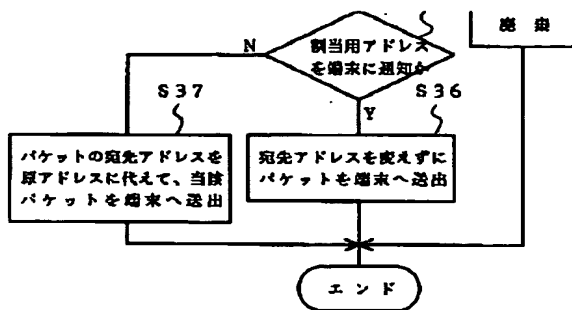 廃棄
割当用アドレス
を端末に通知か
N
Y
S37
S36
パケットの宛先アドレスを
原アドレスに代えて、当該
パケットを端末へ送出
宛先アドレスを変えずに
パケットを端末へ送出
エンド